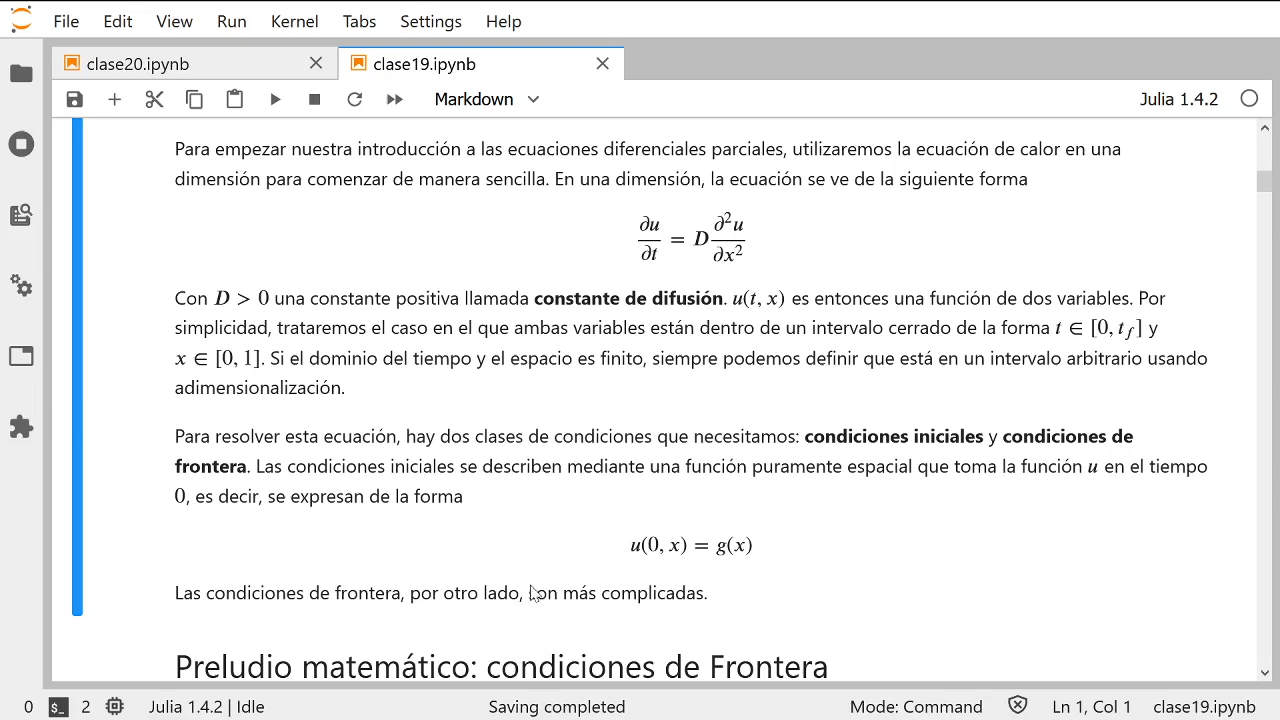 File Edit View Run Kernel Tabs Settings Help
clase20.ipynb clase19.ipynb
Markdown Julia 1.4.2
Para empezar nuestra introducción a las ecuaciones diferenciales parciales, utilizaremos la ecuación de calor en una
dimensión para comenzar de manera sencilla. En una dimensión, la ecuación se ve de la siguiente forma
∂u/∂t = D ∂²u/∂x²
Con D > 0 una constante positiva llamada constante de difusión. u(t, x) es entonces una función de dos variables. Por
simplicidad, trataremos el caso en el que ambas variables están dentro de un intervalo cerrado de la forma t ∈ [0, t_f] y
x ∈ [0, 1]. Si el dominio del tiempo y el espacio es finito, siempre podemos definir que está en un intervalo arbitrario usando
adimensionalización.
Para resolver esta ecuación, hay dos clases de condiciones que necesitamos: condiciones iniciales y condiciones de
frontera. Las condiciones iniciales se describen mediante una función puramente espacial que toma la función u en el tiempo
0, es decir, se expresan de la forma
u(0, x) = g(x)
Las condiciones de frontera, por otro lado, son más complicadas.
Preludio matemático: condiciones de Frontera
0 2 Julia 1.4.2 | Idle Saving completed Mode: Command Ln 1, Col 1 clase19.ipynb